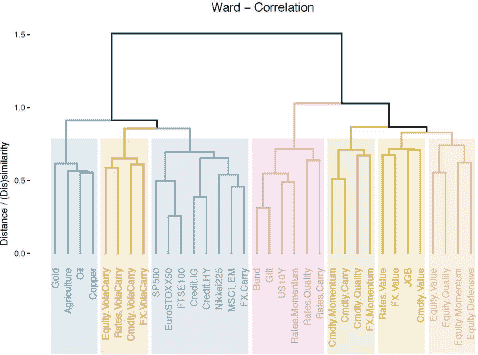 Ward – Correlation
Distance / (Dis)similarity
1.5
1.0
0.5
0.0
Gold
Agriculture
Oil
Copper
Equity.VolaCarry
Rates.VolaCarry
Cmdty.VolaCarry
FX.VolaCarry
SP500
EuroSTOXX50
FTSE100
Credit.IG
Credit.HY
Nikkei225
MSCI_EM
FX.Carry
Bund
Gilt
US10Y
Rates.Momentum
Rates.Quality
Rates.Carry
Cmdty.Momentum
Cmdty.Carry
Cmdty.Quality
FX.Momentum
Rates.Value
FX.Value
JGB
Cmdty.Value
Equity.Value
Equity.Quality
Equity.Momentum
Equity.Defensive